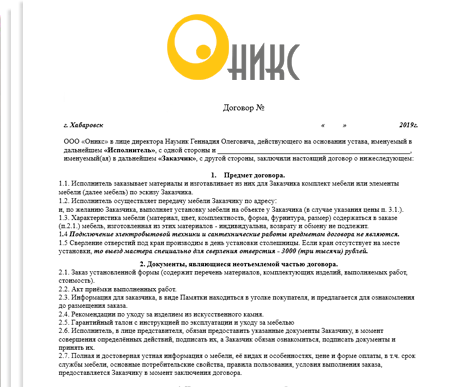 ОНИКС
Договор №
г. Хабаровск « » 2019г.
ООО «Оникс» в лице директора Наумик Геннадия Олеговича, действующего на основании устава, именуемый в
дальнейшем «Исполнитель», с одной стороны и
именуемый(ая) в дальнейшем «Заказчик», с другой стороны, заключили настоящий договор о нижеследующем:
1. Предмет договора.
1.1. Исполнитель заказывает материалы и изготавливает из них для Заказчика комплект мебели или элементы
мебели (далее мебель) по эскизу Заказчика.
1.2. Исполнитель осуществляет передачу мебели Заказчику по адресу:
и, по желанию Заказчика, выполняет установку мебели на объекте у Заказчика (в случае указания цены п. 3.1.).
1.3. Характеристика мебели (материал, цвет, комплектность, форма, фурнитура, размер) содержаться в заказе
(п.2.1.) мебель, изготовленная из этих материалов - индивидуальна, возврату и обмену не подлежит.
1.4 Подключение электробытовой техники и сантехнические работы предметом договора не являются.
1.5 Сверление отверстий под кран производим в день установки столешницы. Если кран отсутствует на месте
установки, то выезд мастера специально для сверления отверстия - 3000 (три тысячи) рублей.
2. Документы, являющиеся неотъемлемой частью договора.
2.1. Заказ установленной формы (содержит перечень материалов, комплектующих изделий, выполняемых работ,
стоимость).
2.2. Акт приёмки выполненных работ.
2.3. Информация для заказчика, в виде Памятки находиться в уголке покупателя, и предлагается для ознакомления
до размещения заказа.
2.4. Рекомендации по уходу за изделием из искусственного камня.
2.5. Гарантийный талон с инструкцией по эксплуатации и уходу за мебелью
2.6. Исполнитель, в лице представителя, обязан предоставить указанные документы Заказчику, в момент
совершения определённых действий, подписать их, а Заказчик обязан ознакомиться, подписать документы и
принять их.
2.7. Полная и достоверная устная информация о мебели, её видах и особенностях, цене и форме оплаты, в т.ч. срок
службы мебели, основные потребительские свойства, правила пользования, условия выполнения заказа,
предоставляется Заказчику в момент заключения договора.